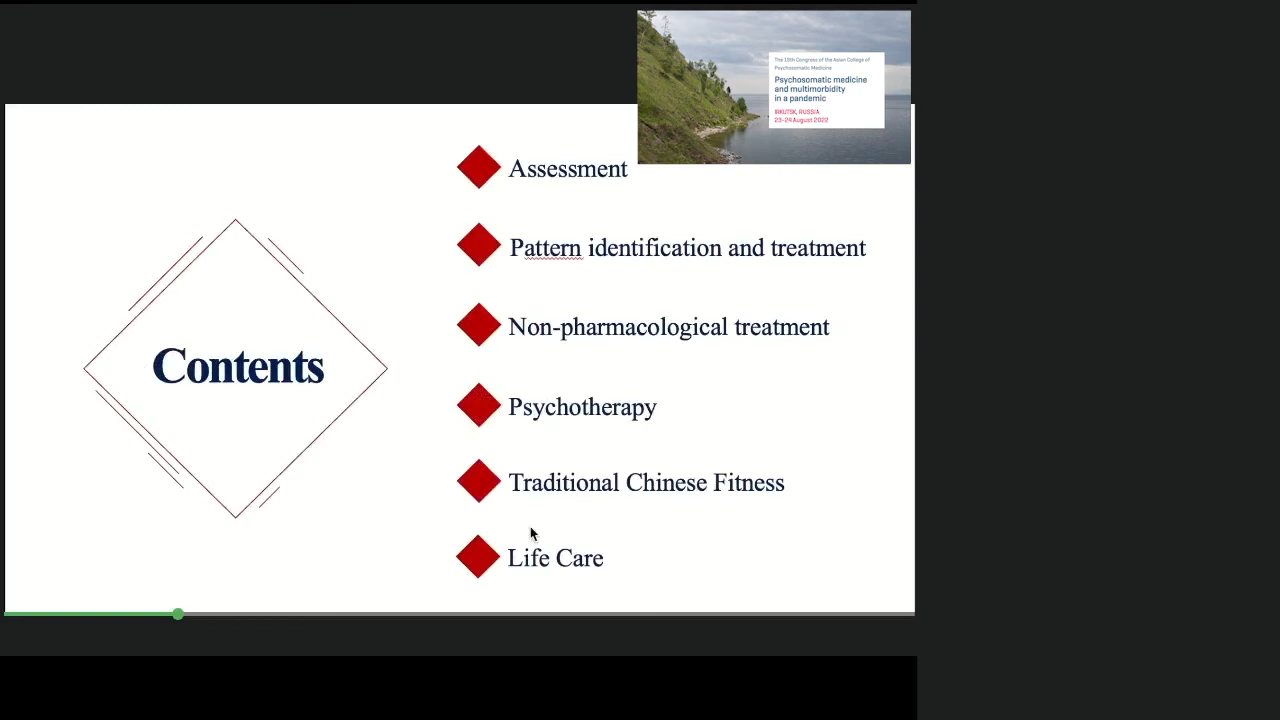 The 19th Congress of the Asian College of
Psychosomatic Medicine
Psychosomatic medicine
and multimorbidity
in a pandemic
IRKUTSK, RUSSIA
23-24 August 2022
Assessment
Pattern identification and treatment
Non-pharmacological treatment
Contents
Psychotherapy
Traditional Chinese Fitness
Life Care